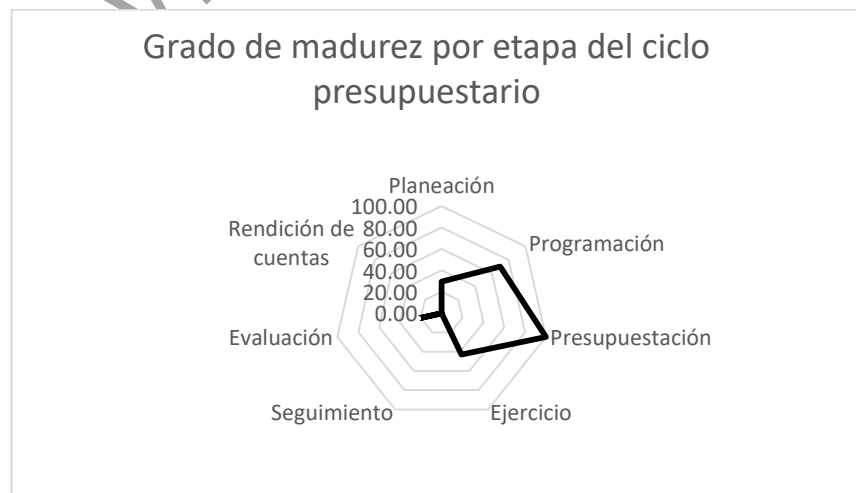 Grado de madurez por etapa del ciclo
presupuestario
Planeación
100.00
80.00
60.00
40.00
20.00
0.00
Programación
Presupuestación
Ejercicio
Seguimiento
Evaluación
Rendición de
cuentas